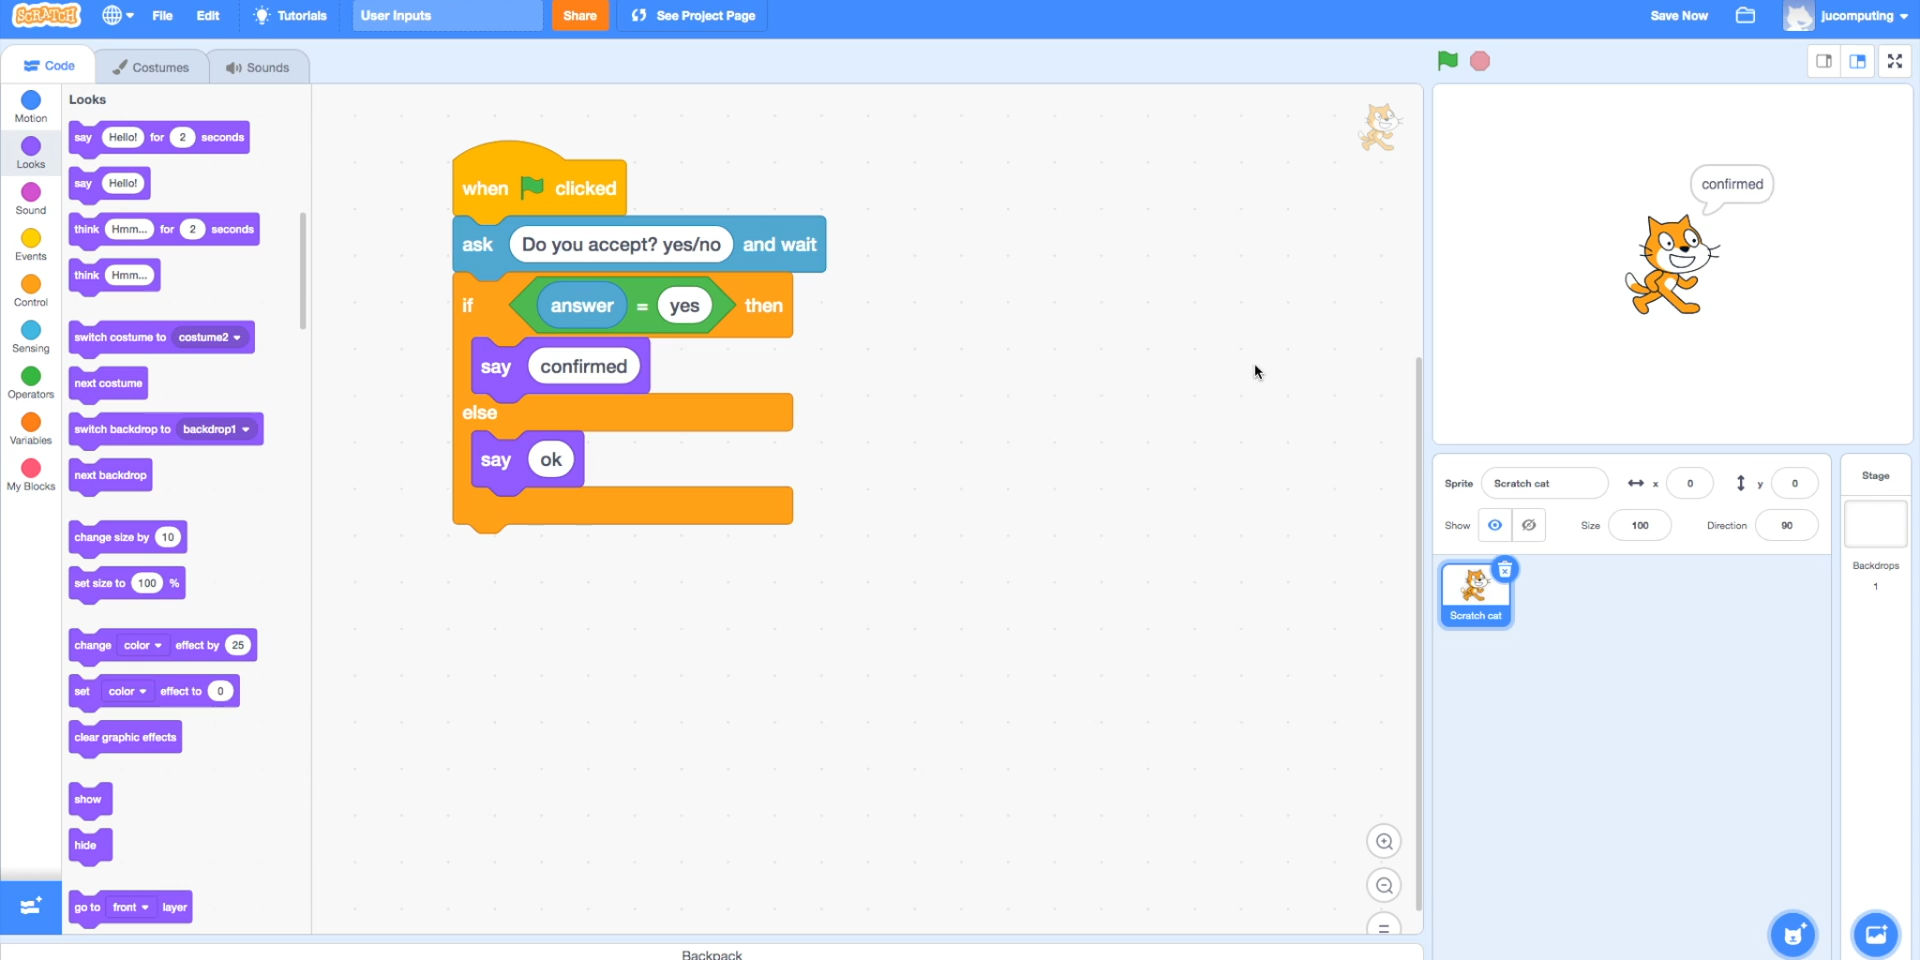 SCRATCH File Edit Tutorials User Inputs Share See Project Page Save Now jucomputing
Code Costumes Sounds
Motion
Looks
Sound
Events
Control
Sensing
Operators
Variables
My Blocks
Looks
say Hello! for 2 seconds
say Hello!
think Hmm... for 2 seconds
think Hmm...
switch costume to costume2
next costume
switch backdrop to backdrop1
next backdrop
change size by 10
set size to 100 %
change color effect by 25
set color effect to 0
clear graphic effects
show
hide
go to front layer
when clicked
ask Do you accept? yes/no and wait
if answer = yes then
say confirmed
else
say ok
confirmed
Sprite Scratch cat x 0 y 0
Show Size 100 Direction 90
Scratch cat
Stage
Backdrops
1
Backpack